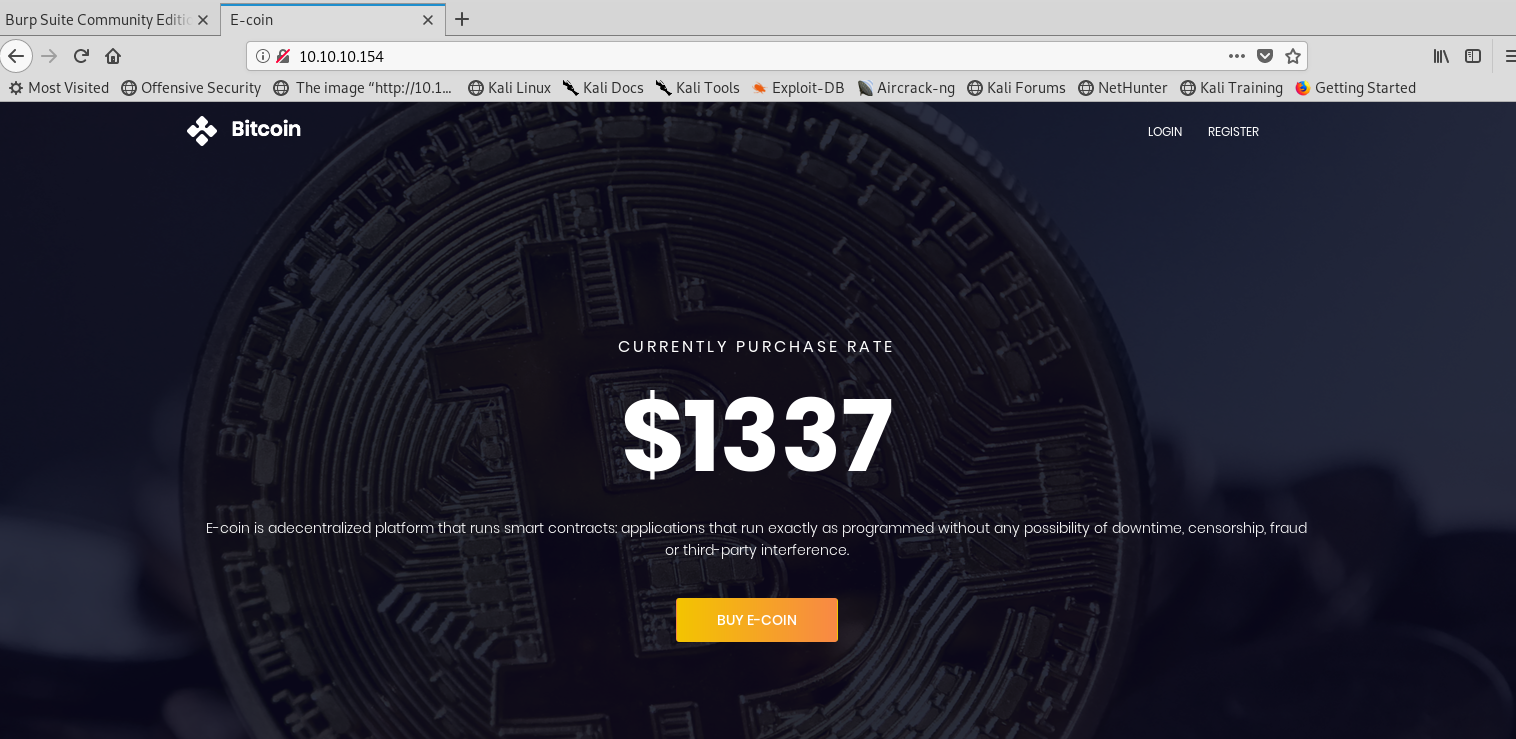 Burp Suite Community Editio
E-coin
10.10.10.154
Most Visited Offensive Security The image “http://10.1... Kali Linux Kali Docs Kali Tools Exploit-DB Aircrack-ng Kali Forums NetHunter Kali Training Getting Started
Bitcoin LOGIN REGISTER
CURRENTLY PURCHASE RATE
$1337
E-coin is adecentralized platform that runs smart contracts: applications that run exactly as programmed without any possibility of downtime, censorship, fraud
or third-party interference.
BUY E-COIN